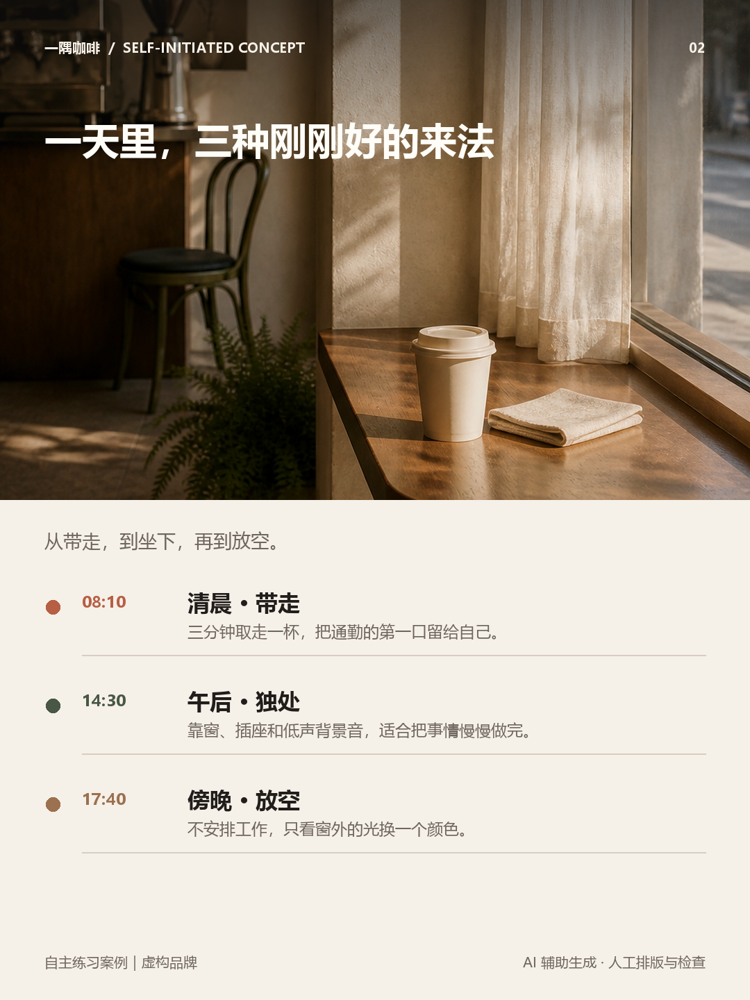 一隅咖啡 / SELF-INITIATED CONCEPT
02
一天里，三种刚刚好的来法
从带走，到坐下，再到放空。
08:10
清晨·带走
三分钟取走一杯，把通勤的第一口留给自己。
14:30
午后·独处
靠窗、插座和低声背景音，适合把事情慢慢做完。
17:40
傍晚·放空
不安排工作，只看窗外的光换一个颜色。
自主练习案例｜虚构品牌
AI 辅助生成 · 人工排版与检查